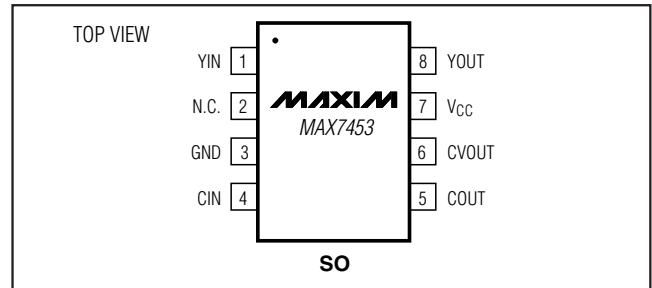 TOP VIEW
YIN 1
8 YOUT
N.C. 2
MAXIM
7 VCC
MAX7453
GND 3
6 CVOUT
CIN 4
5 COUT
SO